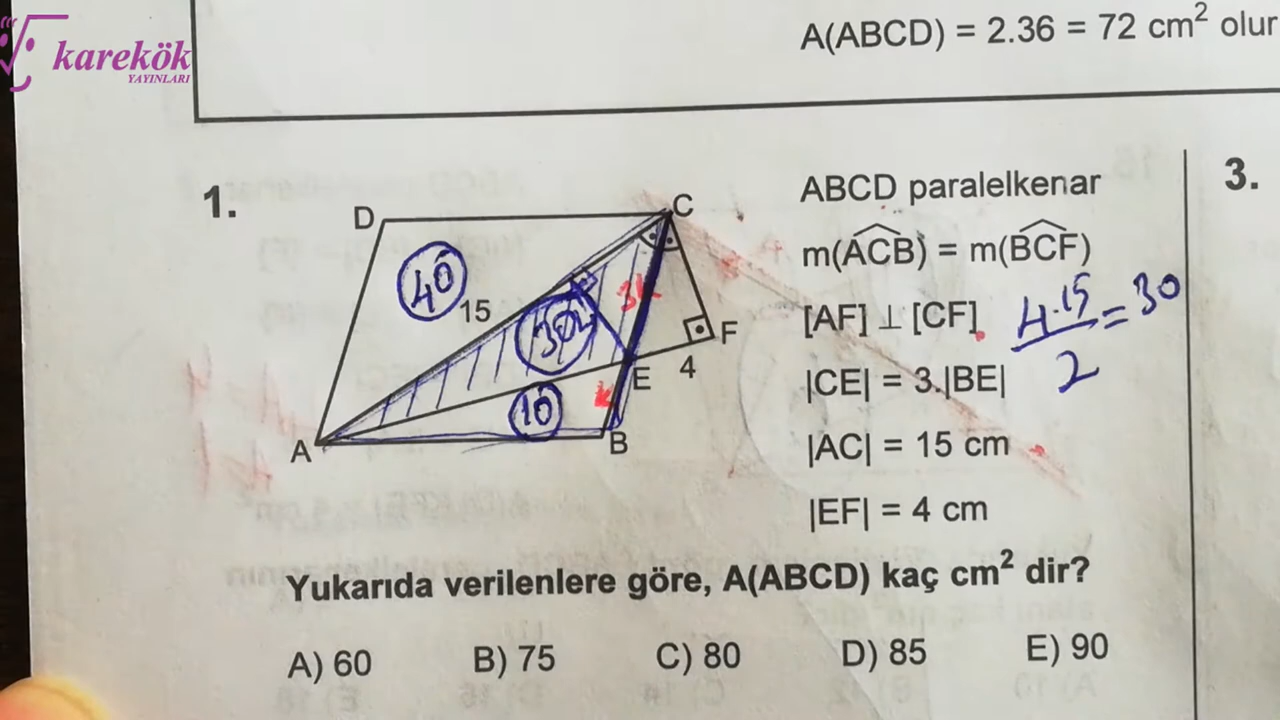 karekök
YAYINLARI
A(ABCD) = 2.36 = 72 cm² olur
1.
D
C
40
15
30
3k
F
E
4
10
k
A
B
ABCD paralelkenar
m(ACB) = m(BCF)
[AF] ⊥ [CF]
4.15/2 = 30
|CE| = 3.|BE|
|AC| = 15 cm
|EF| = 4 cm
3.
Yukarıda verilenlere göre, A(ABCD) kaç cm² dir?
A) 60 B) 75 C) 80 D) 85 E) 90